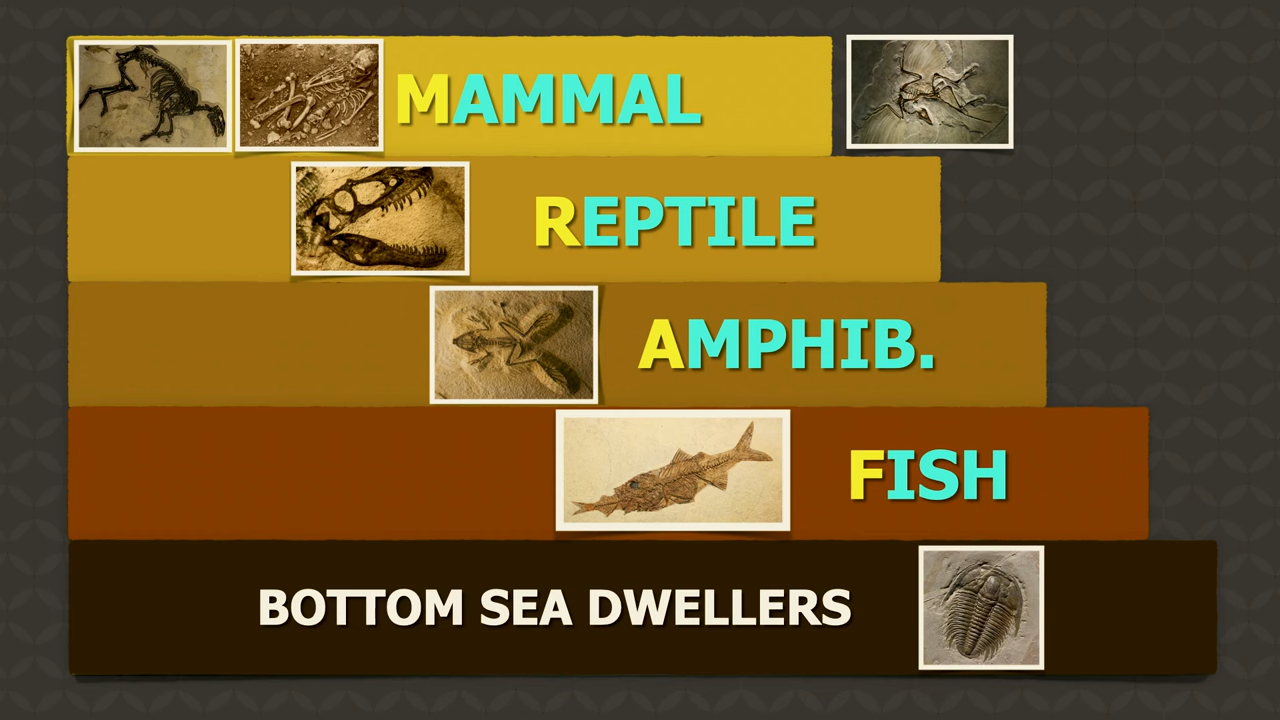 MAMMAL
REPTILE
AMPHIB.
FISH
BOTTOM SEA DWELLERS